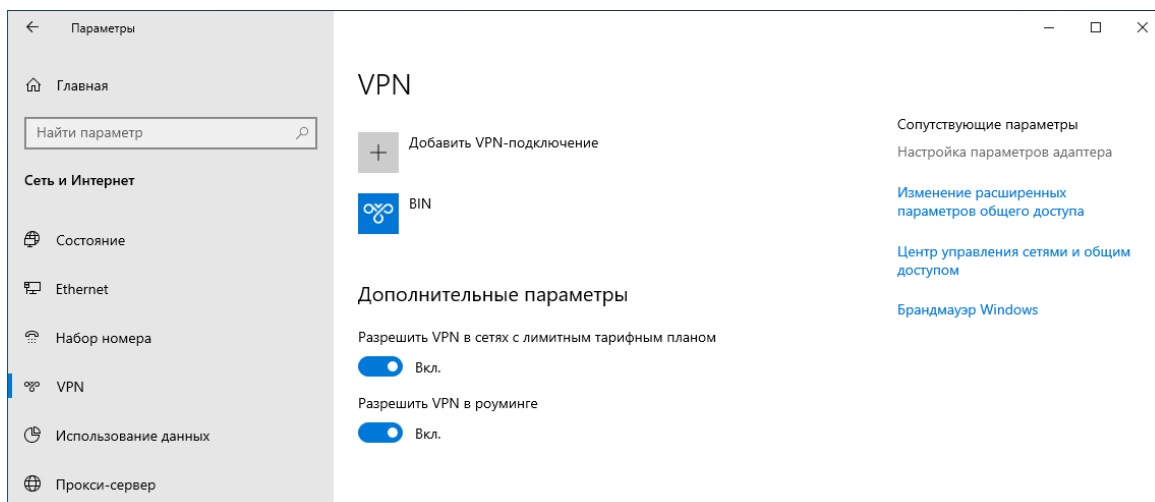 Параметры
Главная
Найти параметр
Сеть и Интернет
Состояние
Ethernet
Набор номера
VPN
Использование данных
Прокси-сервер
VPN
Добавить VPN-подключение
BIN
Дополнительные параметры
Разрешить VPN в сетях с лимитным тарифным планом
Вкл.
Разрешить VPN в роуминге
Вкл.
Сопутствующие параметры
Настройка параметров адаптера
Изменение расширенных
параметров общего доступа
Центр управления сетями и общим
доступом
Брандмауэр Windows